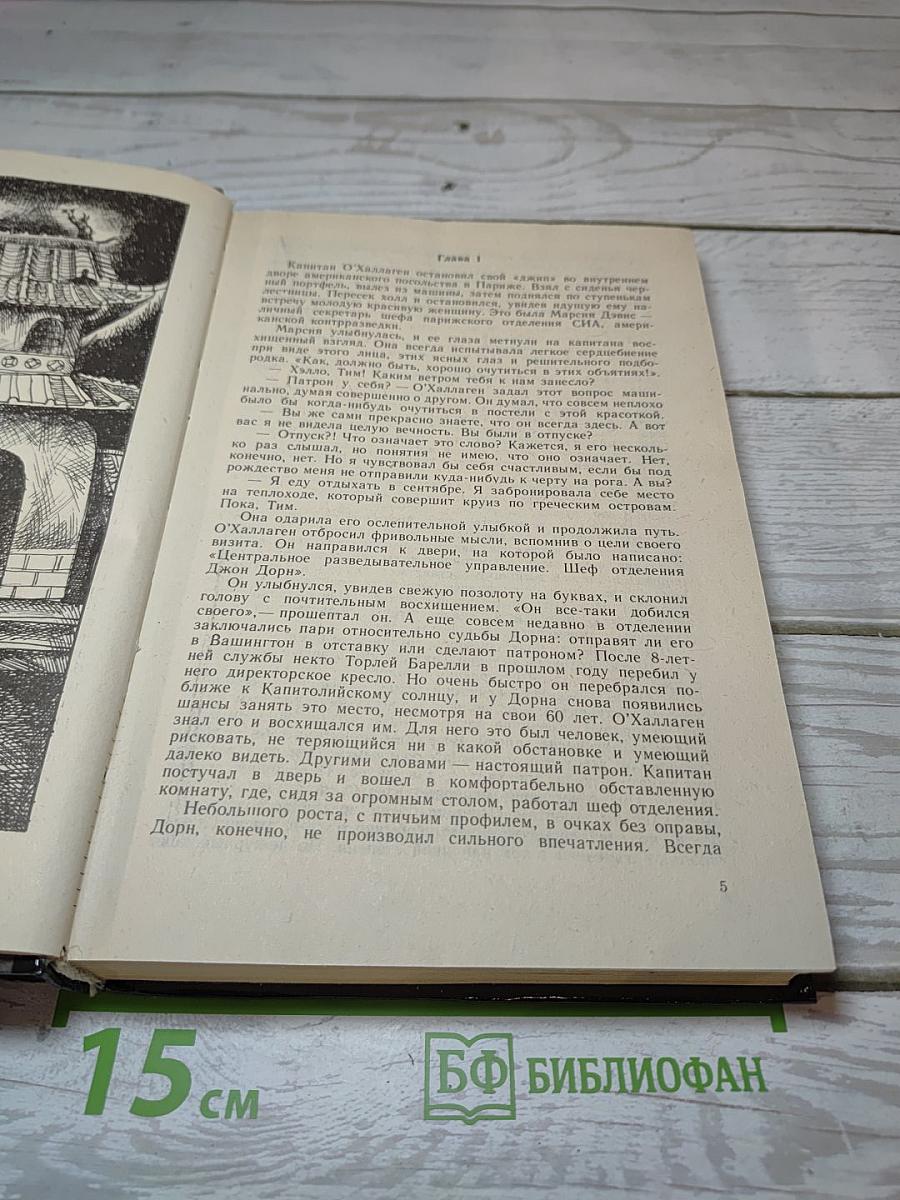 Глава 1
Капитан О'Халлаген остановил свой «джип» во внутреннем
дворе американского посольства в Париже. Взял с сиденья чер-
ный портфель, вылез из машины, затем поднялся по ступенькам
лестницы. Пересек холл и остановился, увидев идущую ему на-
встречу молодую красивую женщину. Это была Марсия Дэвис —
личный секретарь шефа парижского отделения СИА, амери-
канской контрразведки.
Марсия улыбнулась, и ее глаза метнули на капитана вос-
хищенный взгляд. Она всегда испытывала легкое сердцебиение
при виде этого лица, этих ясных глаз и решительного подбо-
родка. «Как, должно быть, хорошо очутиться в этих объятиях!».
— Хэлло, Тим! Каким ветром тебя к нам занесло?
— Патрон у себя? — О'Халлаген задал этот вопрос маши-
нально, думая совершенно о другом. Он думал, что совсем неплохо
было бы когда-нибудь очутиться в постели с этой красоткой.
— Вы же сами прекрасно знаете, что он всегда здесь. А вот
вас я не видела целую вечность. Вы были в отпуске?
— Отпуск?! Что означает это слово? Кажется, я его несколь-
ко раз слышал, но понятия не имею, что оно означает. Нет,
конечно, нет. Но я чувствовал бы себя счастливым, если бы под
рождество меня не отправили куда-нибудь к черту на рога. А вы?
— Я еду отдыхать в сентябре. Я забронировала себе место
на теплоходе, который совершит круиз по греческим островам.
Пока, Тим.
Она одарила его ослепительной улыбкой и продолжила путь.
О'Халлаген отбросил фривольные мысли, вспомнив о цели своего
визита. Он направился к двери, на которой было написано:
«Центральное разведывательное управление. Шеф отделения
Джон Дорн».
Он улыбнулся, увидев свежую позолоту на буквах, и склонил
голову с почтительным восхищением. «Он все-таки добился
своего»,— прошептал он. А еще совсем недавно в отделении
заключались пари относительно судьбы Дорна: отправят ли его
в Вашингтон в отставку или сделают патроном? После 8-лет-
ней службы некто Торлей Барелли в прошлом году перебил у
него директорское кресло. Но очень быстро он перебрался по-
ближе к Капитолийскому солнцу, и у Дорна снова появились
шансы занять это место, несмотря на свои 60 лет. О'Халлаген
знал его и восхищался им. Для него это был человек, умеющий
рисковать, не теряющийся ни в какой обстановке и умеющий
далеко видеть. Другими словами — настоящий патрон. Капитан
постучал в дверь и вошел в комфортабельно обставленную
комнату, где, сидя за огромным столом, работал шеф отделения.
Небольшого роста, с птичьим профилем, в очках без оправы,
Дорн, конечно, не производил сильного впечатления. Всегда
5
15 см
БФ БИБЛИОФАН